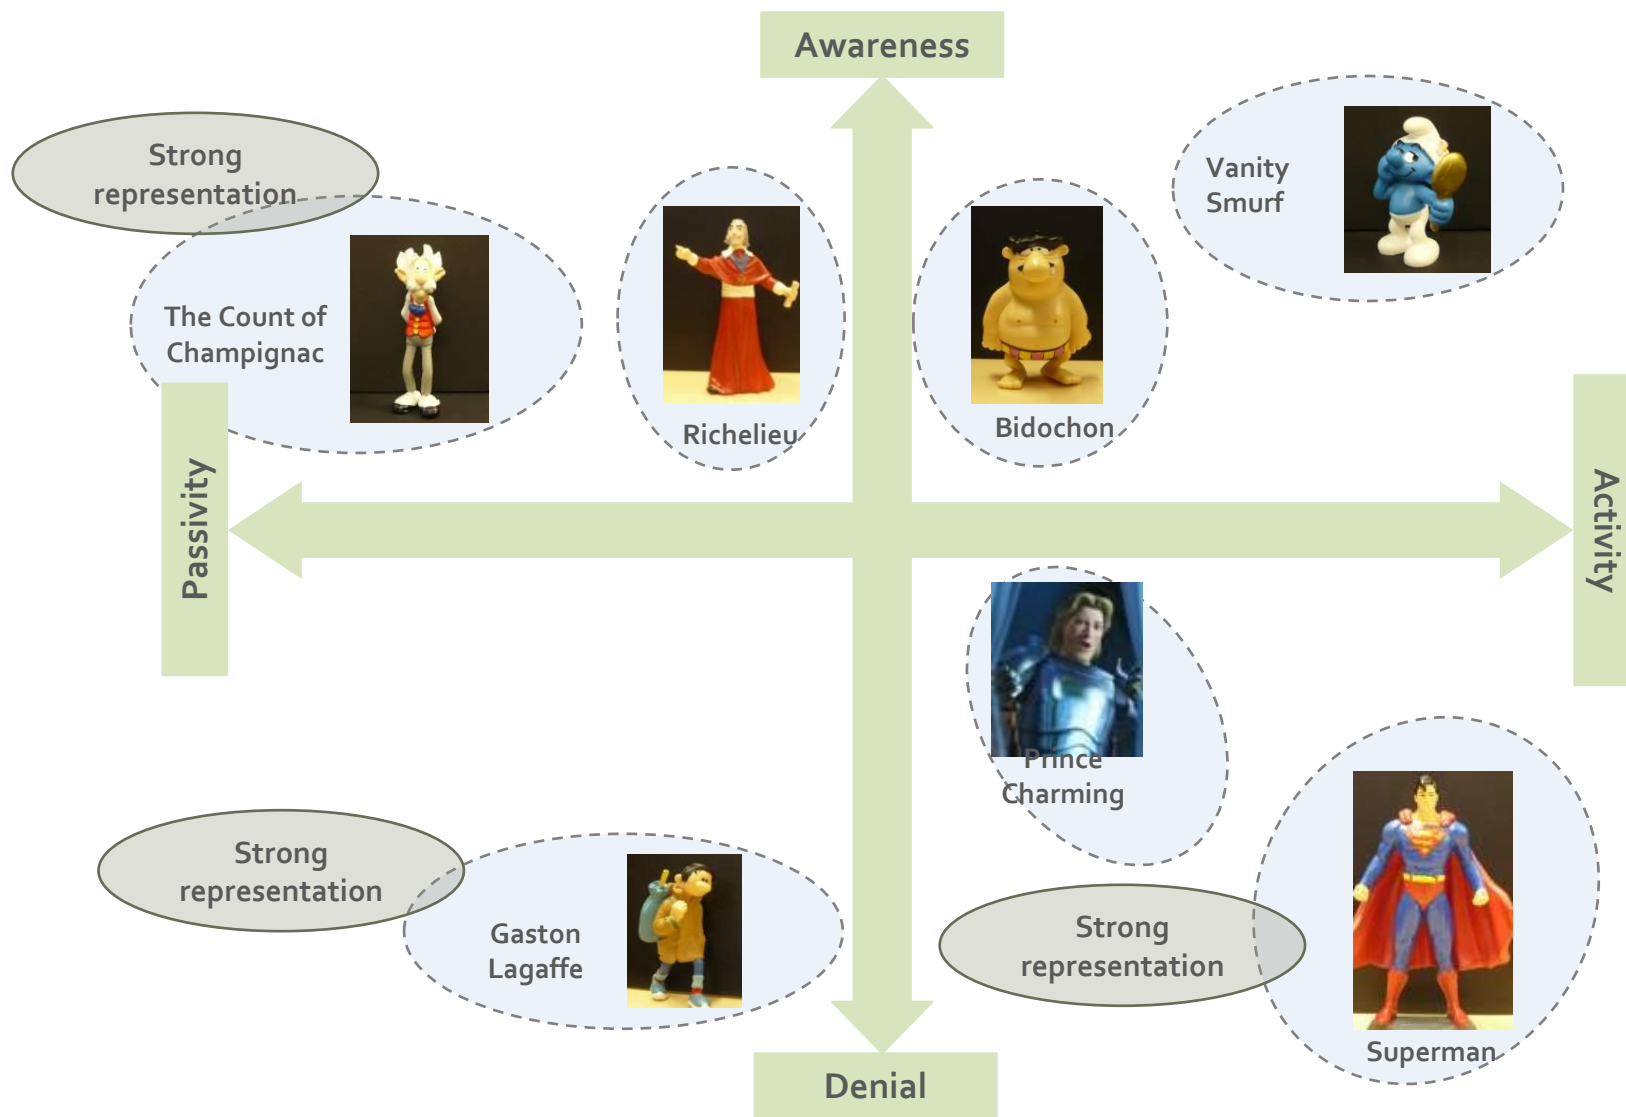 Awareness
Strong
representation
Vanity
Smurf
The Count of
Champignac
Richelieu
Bidochon
Passivity
Activity
Prince
Charming
Strong
representation
Gaston
Lagaffe
Strong
representation
Superman
Denial